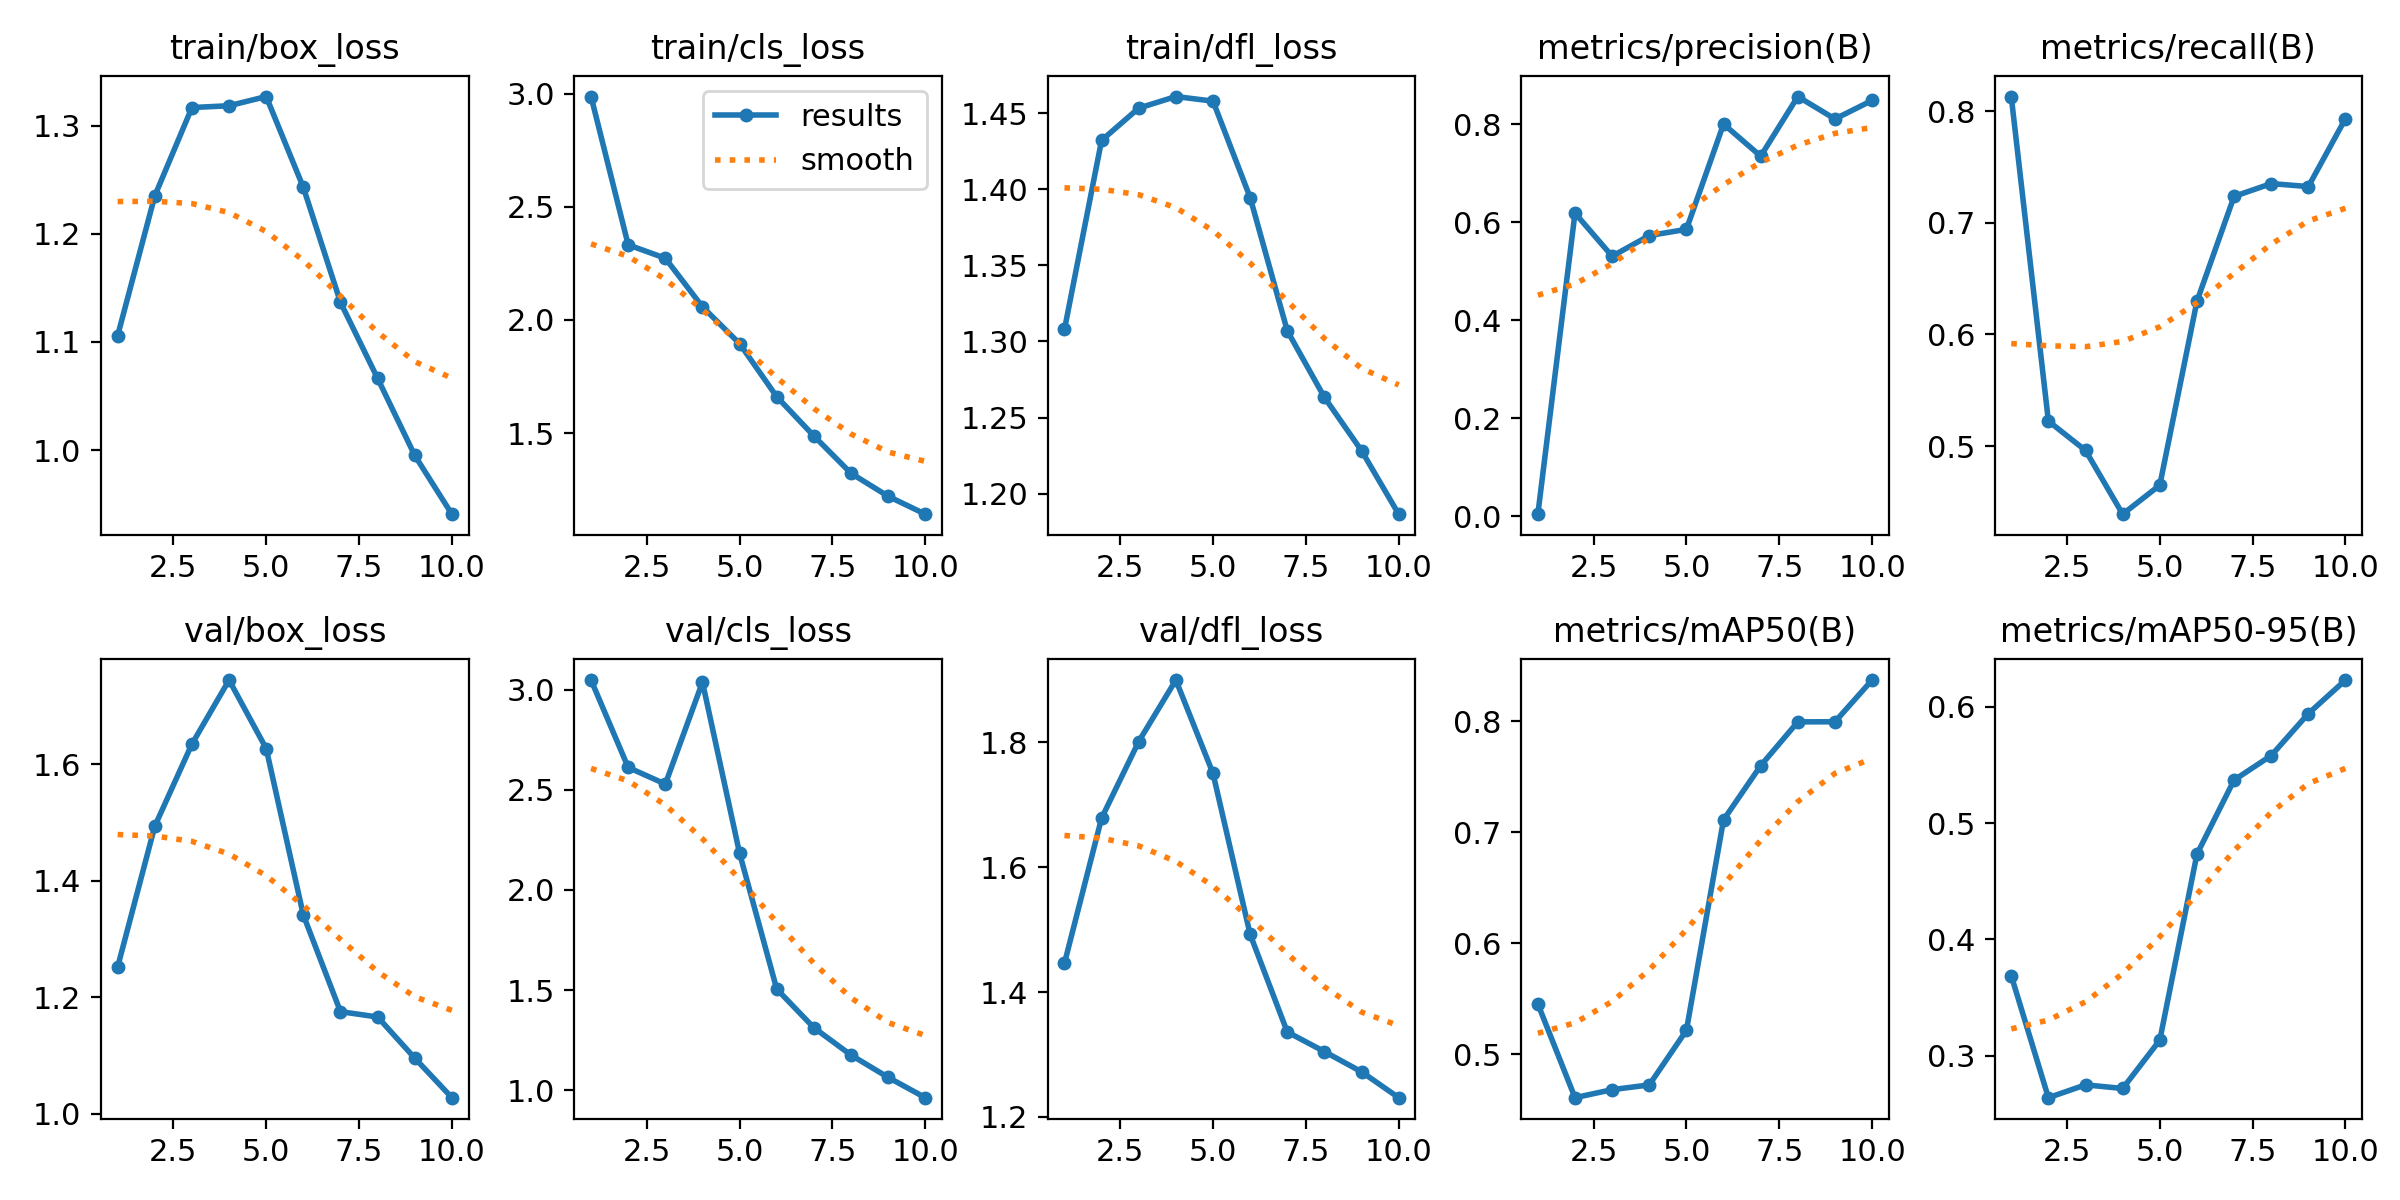 train/box_loss
1.3
1.2
1.1
1.0
2.5 5.0 7.5 10.0
train/cls_loss
results
smooth
3.0
2.5
2.0
1.5
2.5 5.0 7.5 10.0
train/dfl_loss
1.45
1.40
1.35
1.30
1.25
1.20
2.5 5.0 7.5 10.0
metrics/precision(B)
0.8
0.6
0.4
0.2
0.0
2.5 5.0 7.5 10.0
metrics/recall(B)
0.8
0.7
0.6
0.5
2.5 5.0 7.5 10.0
val/box_loss
1.6
1.4
1.2
1.0
2.5 5.0 7.5 10.0
val/cls_loss
3.0
2.5
2.0
1.5
1.0
2.5 5.0 7.5 10.0
val/dfl_loss
1.8
1.6
1.4
1.2
2.5 5.0 7.5 10.0
metrics/mAP50(B)
0.8
0.7
0.6
0.5
2.5 5.0 7.5 10.0
metrics/mAP50-95(B)
0.6
0.5
0.4
0.3
2.5 5.0 7.5 10.0